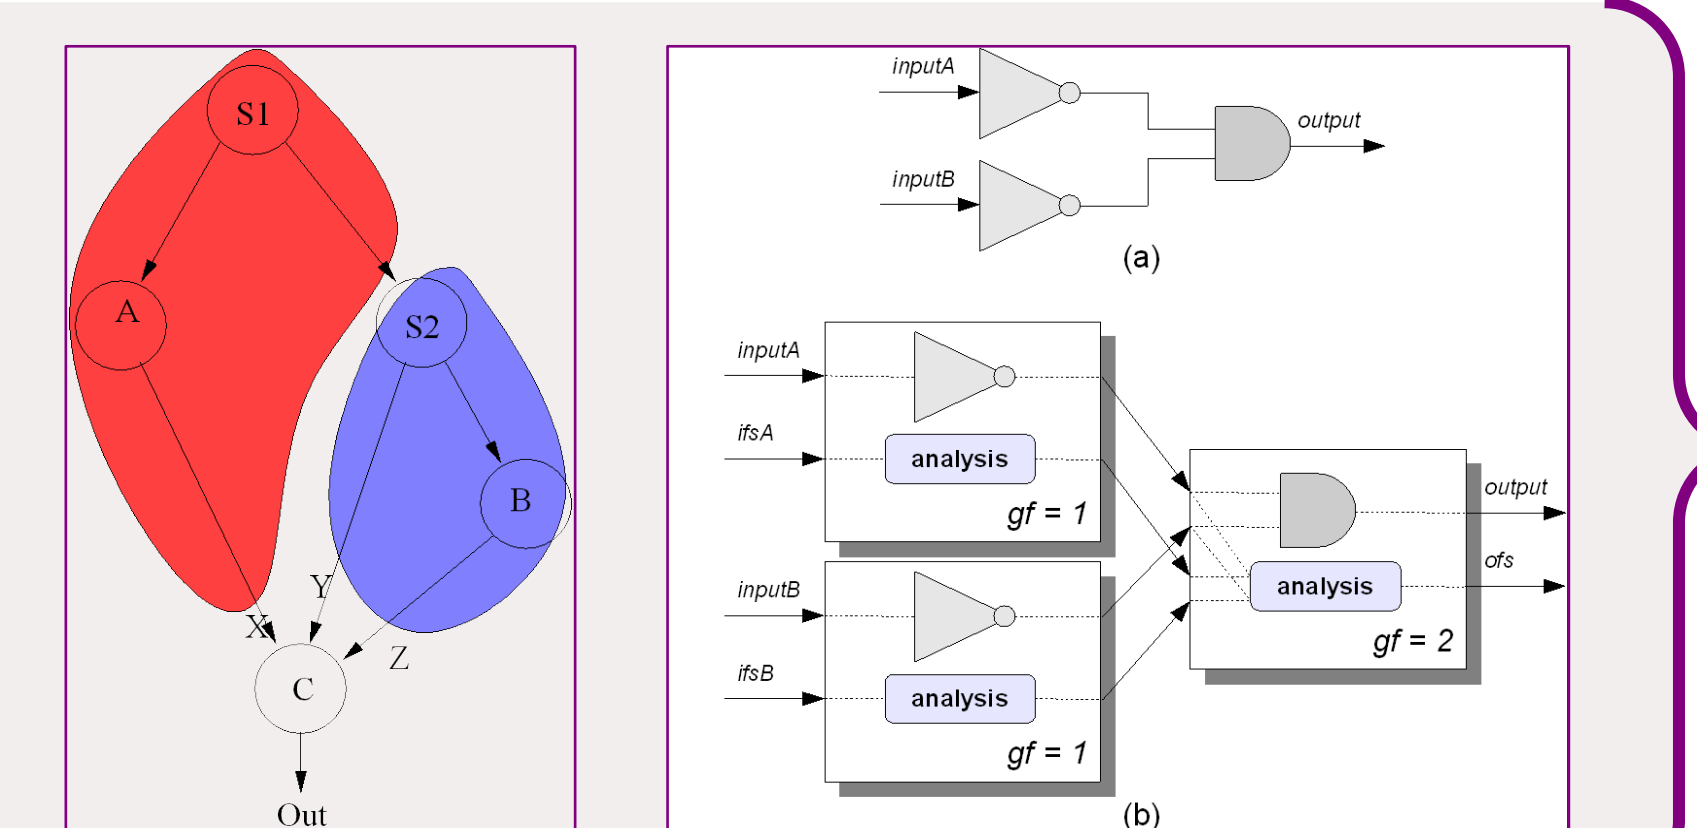 S1
A
S2
B
Y
X
Z
C
Out
inputA
output
inputB
(a)
inputA
ifsA
analysis
gf = 1
output
ofs
analysis
gf = 2
inputB
ifsB
analysis
gf = 1
(b)